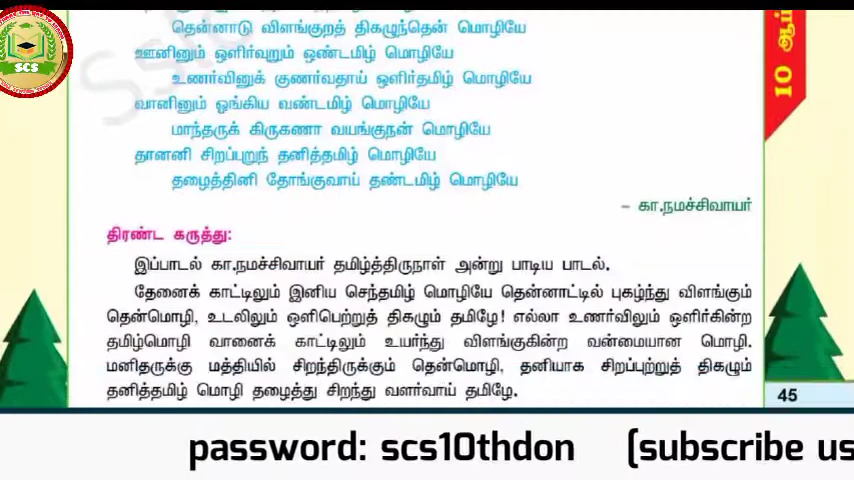 தென்னாடு விளங்குறத் திகழுந்தென் மொழியே
ஊனினும் ஒளிர்வுறும் ஒண்டமிழ் மொழியே
உணர்வினுக் குணர்வதாய் ஒளிர்தமிழ் மொழியே
வானினும் ஓங்கிய வண்டமிழ் மொழியே
மாந்தருக் கிருகணா வயங்குநன் மொழியே
தானனி சிறப்புறுந் தனித்தமிழ் மொழியே
தழைத்தினி தோங்குவாய் தண்டமிழ் மொழியே
– கா.நமச்சிவாயர்
திரண்ட கருத்து:
இப்பாடல் கா.நமச்சிவாயர் தமிழ்த்திருநாள் அன்று பாடிய பாடல்.
தேனைக் காட்டிலும் இனிய செந்தமிழ் மொழியே தென்னாட்டில் புகழ்ந்து விளங்கும்
தென்மொழி, உடலிலும் ஒளிபெற்றுத் திகழும் தமிழே! எல்லா உணர்விலும் ஒளிர்கின்ற
தமிழ்மொழி வானைக் காட்டிலும் உயர்ந்து விளங்குகின்ற வன்மையான மொழி.
மனிதருக்கு மத்தியில் சிறந்திருக்கும் தென்மொழி, தனியாக சிறப்புற்றுத் திகழும்
தனித்தமிழ் மொழி தழைத்து சிறந்து வளர்வாய் தமிழே.
10 ஆம்
45
SCS
password: scs10thdon (subscribe us